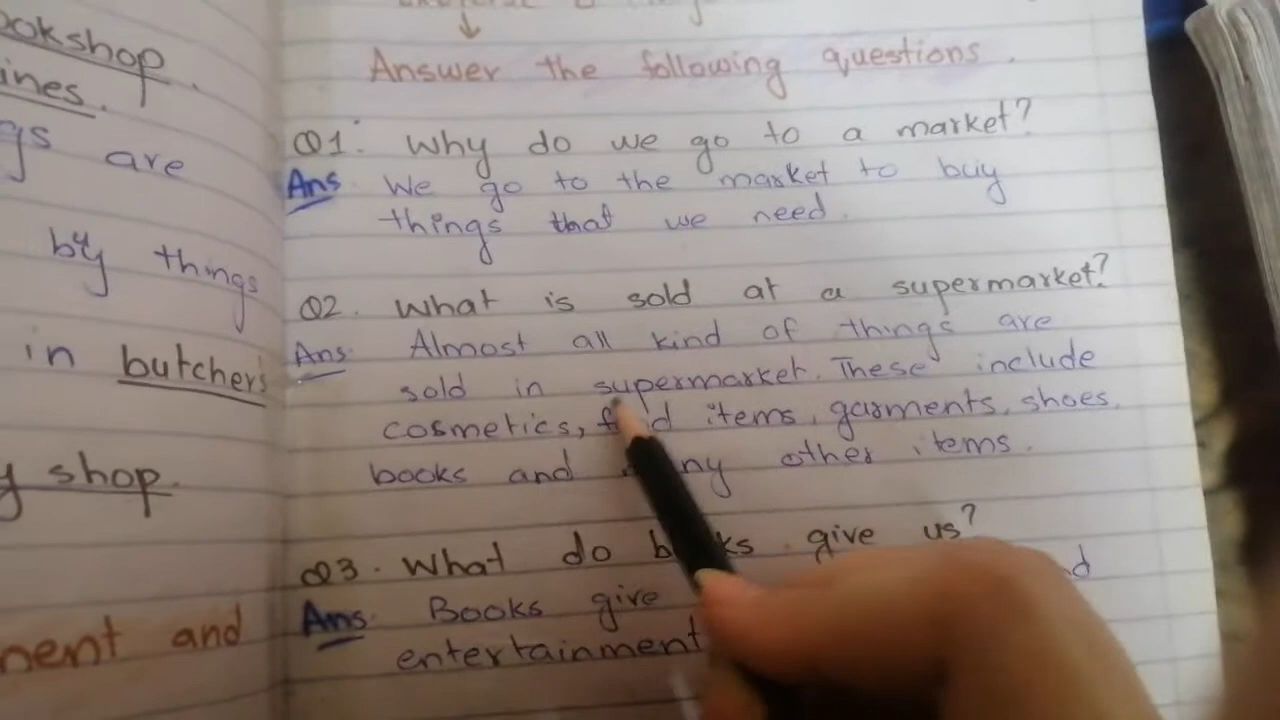 ookshop.
ines.
gs are
by things
in butcher's
y shop.
nent and
Answer the following questions.
Q1. Why do we go to a market?
Ans. We go to the market to buy
things that we need.
Q2. What is sold at a supermarket?
Ans. Almost all kind of things are
sold in supermarket. These include
cosmetics, items, garments, shoes,
books and other items.
Q3. What do give us?
Ans. Books give
entertainment